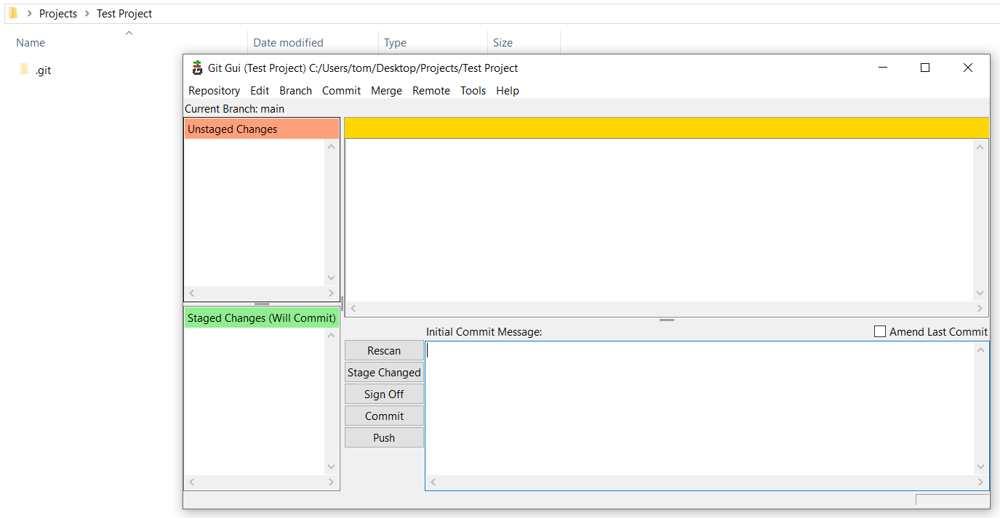 Projects > Test Project
Name Date modified Type Size
.git
Git Gui (Test Project) C:/Users/tom/Desktop/Projects/Test Project
Repository Edit Branch Commit Merge Remote Tools Help
Current Branch: main
Unstaged Changes
Staged Changes (Will Commit)
Initial Commit Message: Amend Last Commit
Rescan
Stage Changed
Sign Off
Commit
Push